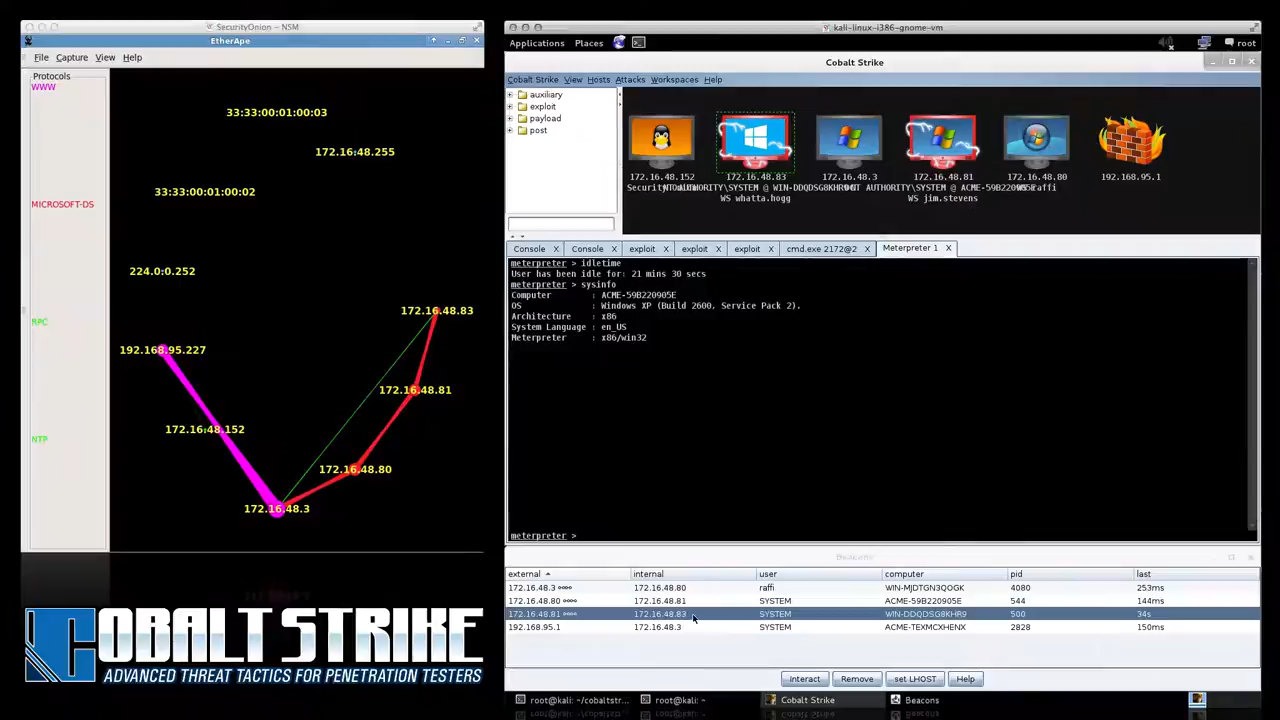 SecurityOnion - NSM
EtherApe
File Capture View Help
Protocols
WWW
MICROSOFT-DS
RPC
NTP
33:33:00:01:00:03
172.16:48.255
33:33:00:01:00:02
224.0:0.252
172.16.48.83
192.168.95.227
172.16.48.81
172.16:48.152
172.16.48.80
172.16.48.3
COBALT STRIKE
ADVANCED THREAT TACTICS FOR PENETRATION TESTERS
kali-linux-i386-gnome-vm
Applications Places root
Cobalt Strike
Cobalt Strike View Hosts Attacks Workspaces Help
auxiliary
exploit
payload
post
172.16.48.152 172.16.48.83 172.16.48.3 172.16.48.81 172.16.48.80 192.168.95.1
WS whatta.hogg WS jim.stevens
Console X Console X exploit X exploit X exploit X cmd.exe 2172@2 X Meterpreter 1 X
meterpreter > idletime
User has been idle for: 21 mins 30 secs
meterpreter > sysinfo
Computer : ACME-59B220905E
OS : Windows XP (Build 2600, Service Pack 2).
Architecture : x86
System Language : en_US
Meterpreter : x86/win32
meterpreter >
Beacons
external internal user computer pid last
172.16.48.3 172.16.48.80 raffi WIN-MJDTGN3QOGK 4080 253ms
172.16.48.80 172.16.48.81 SYSTEM ACME-59B220905E 544 144ms
172.16.48.81 172.16.48.83 SYSTEM WIN-DDQDSG8KHR9 500 34s
192.168.95.1 172.16.48.3 SYSTEM ACME-TEXMCXHENX 2828 150ms
Interact Remove set LHOST Help
root@kali: ~/cobaltstr... root@kali: ~ Cobalt Strike Beacons